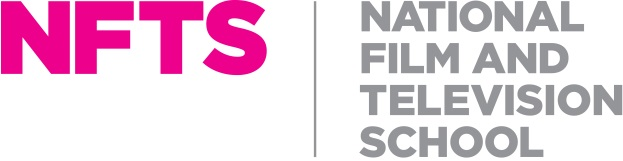 NFTS
NATIONAL
FILM AND
TELEVISION
SCHOOL